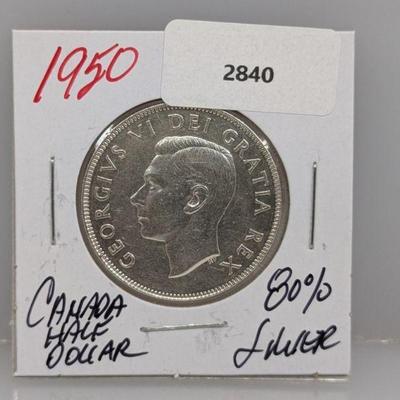 1950
2840
GEORGIVS VI DEI GRATIA REX
CANADA
HALF
DOLLAR
80%
SILVER